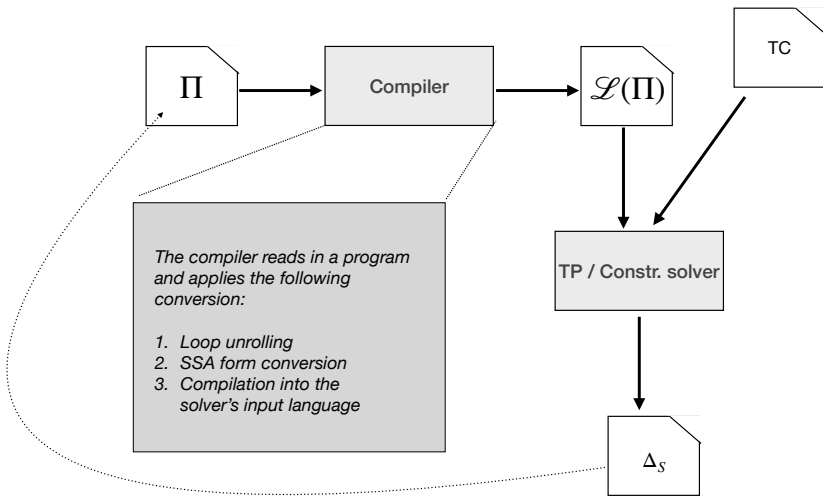 Π
Compiler
ℒ(Π)
TC
The compiler reads in a program
and applies the following
conversion:
1. Loop unrolling
2. SSA form conversion
3. Compilation into the
solver's input language
TP / Constr. solver
Δ_S